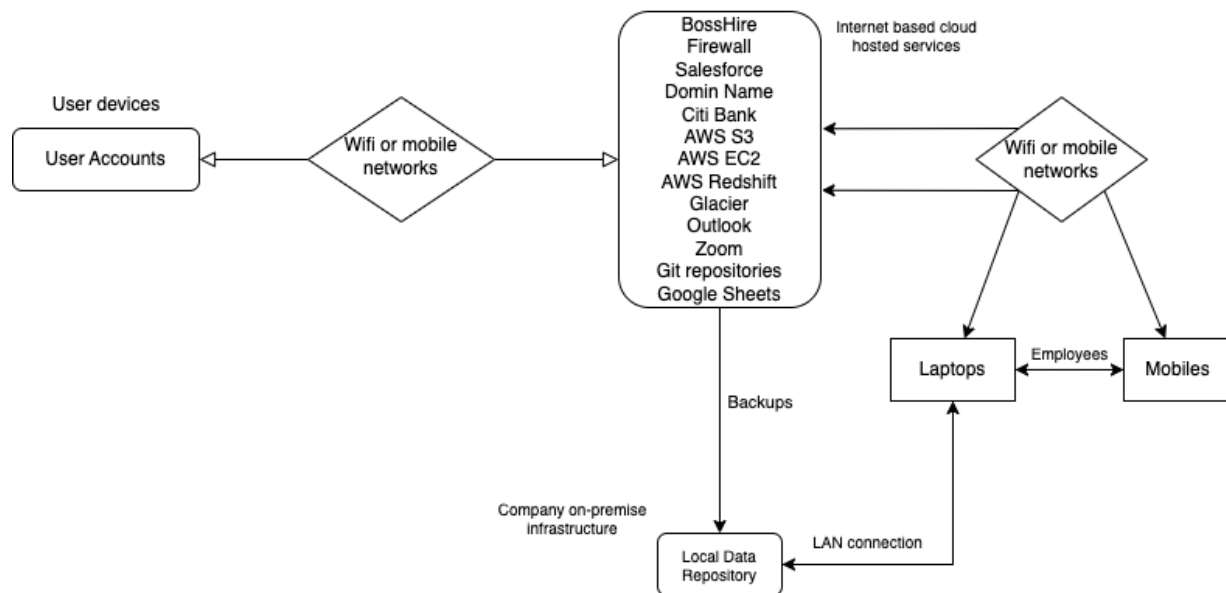 User devices
User Accounts
Wifi or mobile
networks
BossHire
Firewall
Salesforce
Domin Name
Citi Bank
AWS S3
AWS EC2
AWS Redshift
Glacier
Outlook
Zoom
Git repositories
Google Sheets
Internet based cloud
hosted services
Wifi or mobile
networks
Laptops
Employees
Mobiles
Backups
Company on-premise
infrastructure
Local Data
Repository
LAN connection